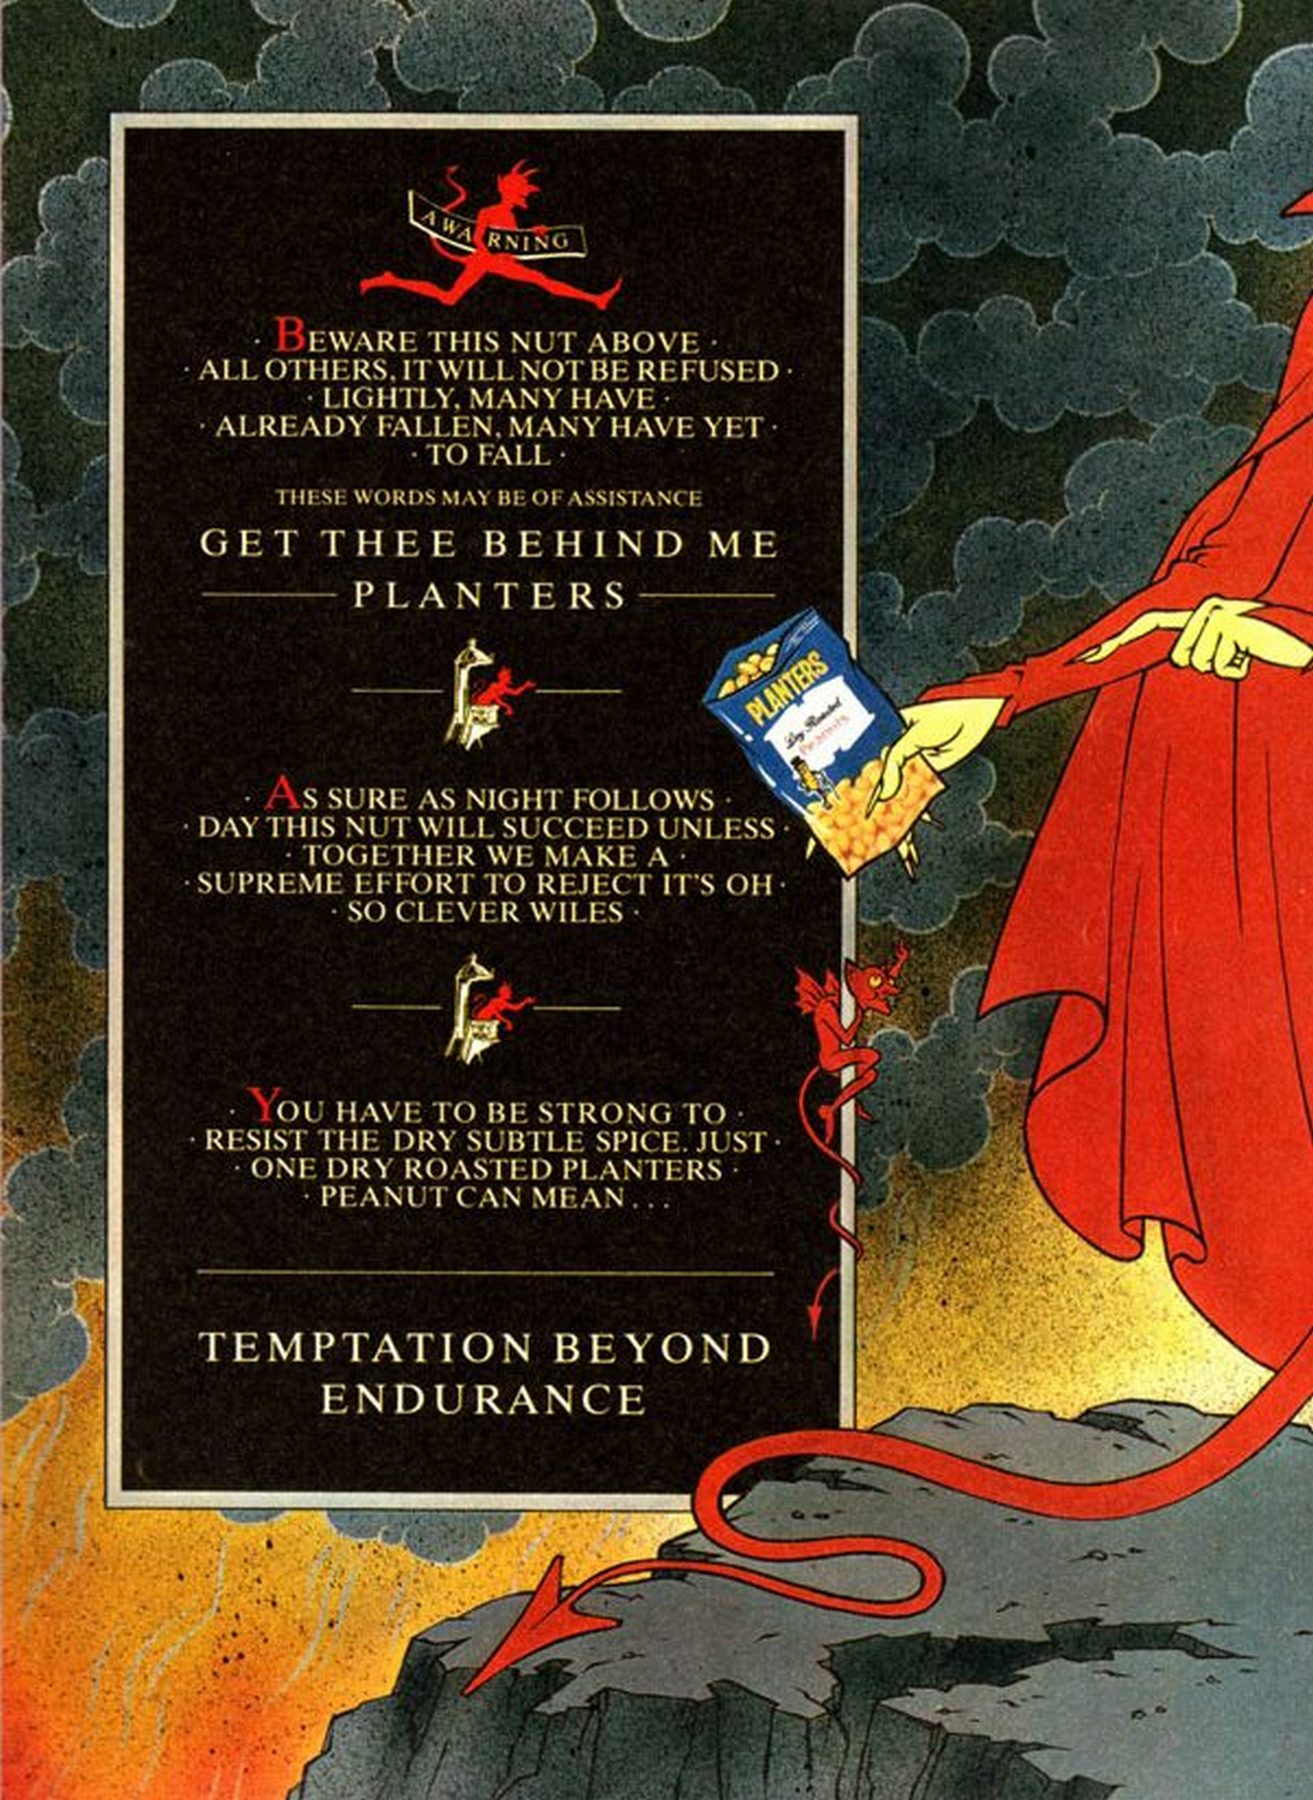 A WARNING
· BEWARE THIS NUT ABOVE ·
· ALL OTHERS, IT WILL NOT BE REFUSED ·
· LIGHTLY, MANY HAVE ·
· ALREADY FALLEN, MANY HAVE YET ·
· TO FALL ·
THESE WORDS MAY BE OF ASSISTANCE
GET THEE BEHIND ME
PLANTERS
PLANTERS
Dry Roasted
PEANUTS
· AS SURE AS NIGHT FOLLOWS ·
· DAY THIS NUT WILL SUCCEED UNLESS ·
· TOGETHER WE MAKE A ·
· SUPREME EFFORT TO REJECT IT'S OH ·
· SO CLEVER WILES ·
· YOU HAVE TO BE STRONG TO ·
· RESIST THE DRY SUBTLE SPICE. JUST ·
· ONE DRY ROASTED PLANTERS ·
· PEANUT CAN MEAN . . .
TEMPTATION BEYOND
ENDURANCE